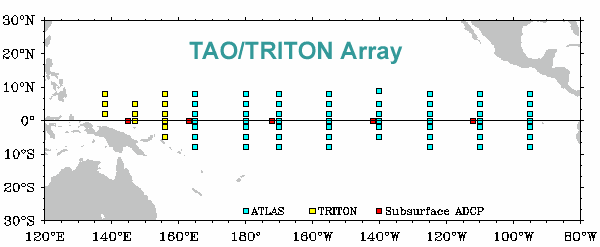 30°N
TAO/TRITON Array
20°N
10°N
0°
10°S
20°S
ATLAS TRITON Subsurface ADCP
30°S
120°E 140°E 160°E 180° 160°W 140°W 120°W 100°W 80°W